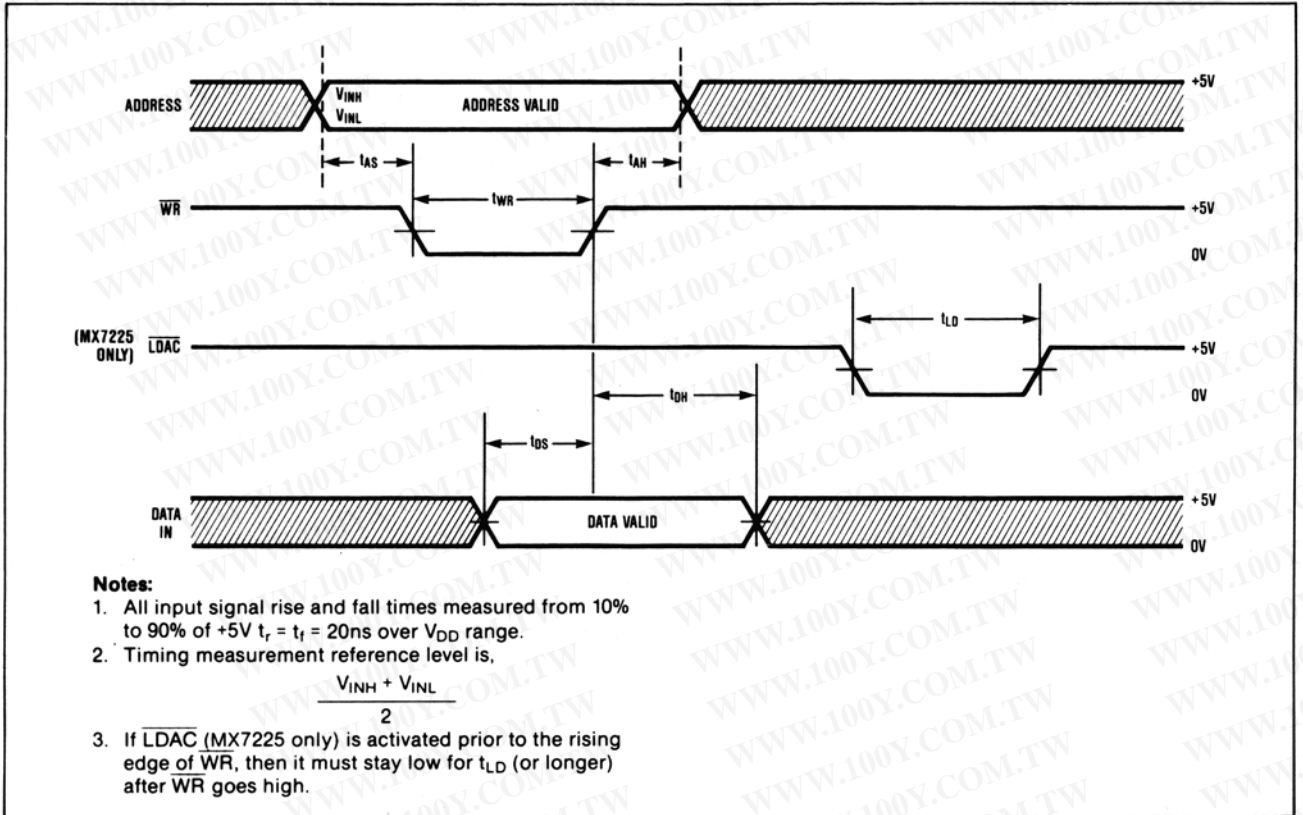 WWW.100Y.COM.TW
ADDRESS
VINH
VINL
ADDRESS VALID
+5V
tAS
tAH
WR
tWR
+5V
0V
(MX7225
ONLY) LDAC
tLD
+5V
0V
tDH
tDS
DATA
IN
DATA VALID
+5V
0V
Notes:
1. All input signal rise and fall times measured from 10%
to 90% of +5V tr = tf = 20ns over VDD range.
2. Timing measurement reference level is,
VINH + VINL
2
3. If LDAC (MX7225 only) is activated prior to the rising
edge of WR, then it must stay low for tLD (or longer)
after WR goes high.